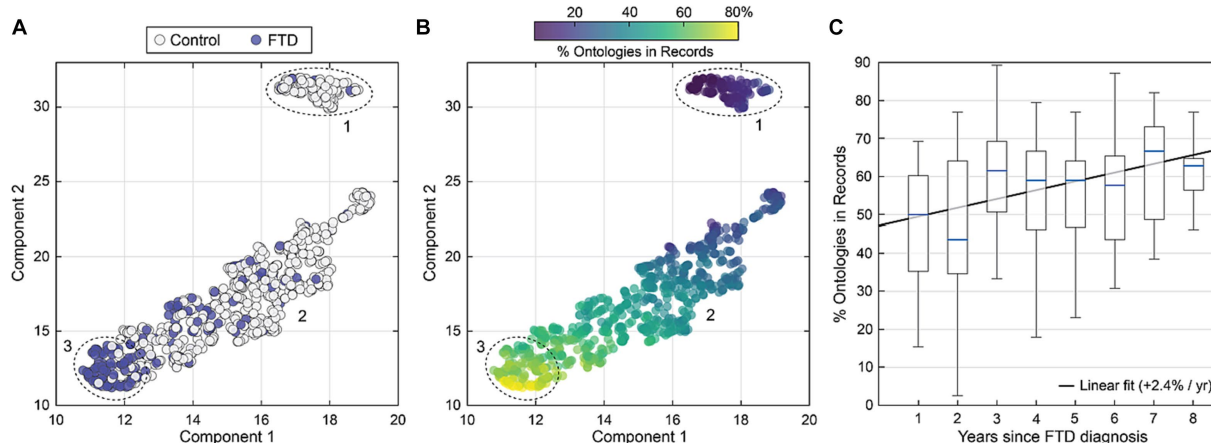 A
Control FTD
Component 2
30
25
20
15
10
10 12 14 16 18 20
Component 1
1
2
3
B
20 40 60 80%
% Ontologies in Records
30
25
20
15
10
10 12 14 16 18 20
Component 1
1
2
3
C
% Ontologies in Records
90
80
70
60
50
40
30
20
10
0
1 2 3 4 5 6 7 8
Years since FTD diagnosis
Linear fit (+2.4% / yr)